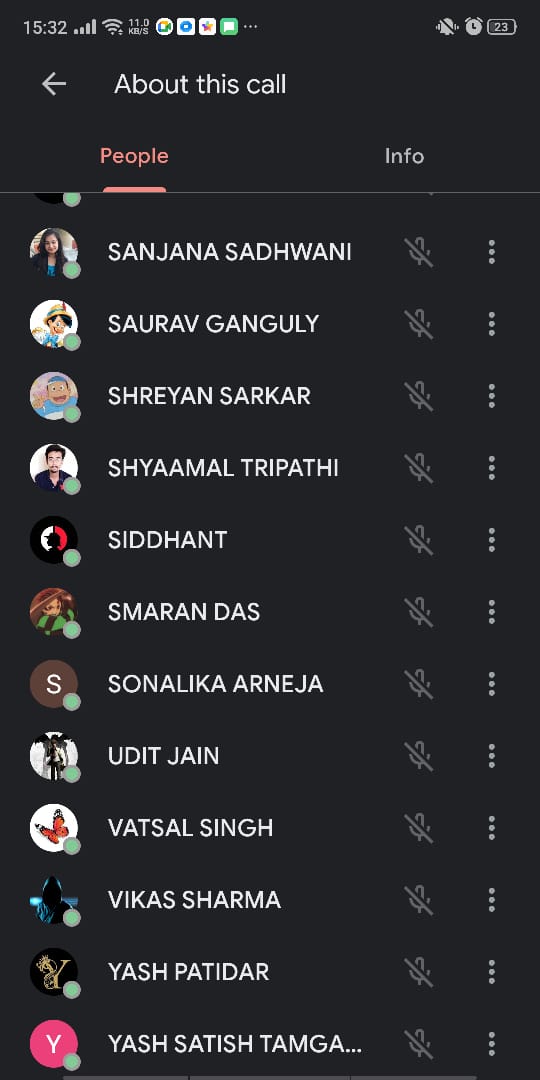 15:32 11.0 KB/S 23
About this call
People Info
SANJANA SADHWANI
SAURAV GANGULY
SHREYAN SARKAR
SHYAAMAL TRIPATHI
SIDDHANT
SMARAN DAS
S SONALIKA ARNEJA
UDIT JAIN
VATSAL SINGH
VIKAS SHARMA
Y YASH PATIDAR
Y YASH SATISH TAMGA...